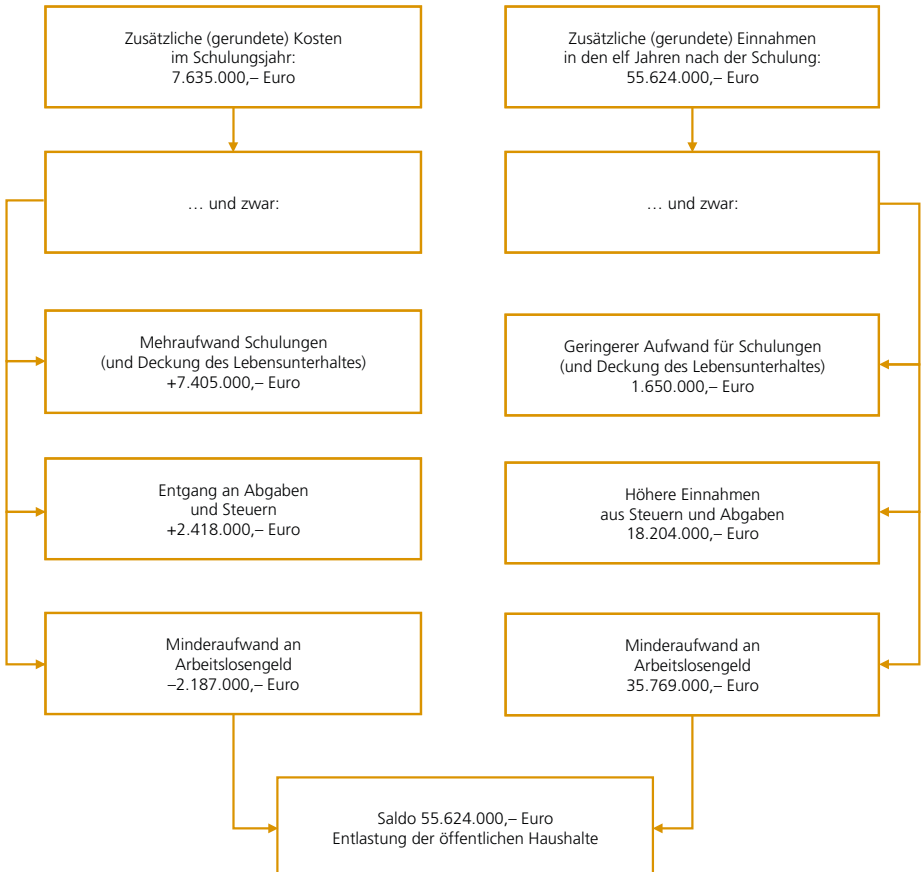 Zusätzliche (gerundete) Kosten
im Schulungsjahr:
7.635.000,– Euro
Zusätzliche (gerundete) Einnahmen
in den elf Jahren nach der Schulung:
55.624.000,– Euro
… und zwar:
… und zwar:
Mehraufwand Schulungen
(und Deckung des Lebensunterhaltes)
+7.405.000,– Euro
Geringerer Aufwand für Schulungen
(und Deckung des Lebensunterhaltes)
1.650.000,– Euro
Entgang an Abgaben
und Steuern
+2.418.000,– Euro
Höhere Einnahmen
aus Steuern und Abgaben
18.204.000,– Euro
Minderaufwand an
Arbeitslosengeld
–2.187.000,– Euro
Minderaufwand an
Arbeitslosengeld
35.769.000,– Euro
Saldo 55.624.000,– Euro
Entlastung der öffentlichen Haushalte